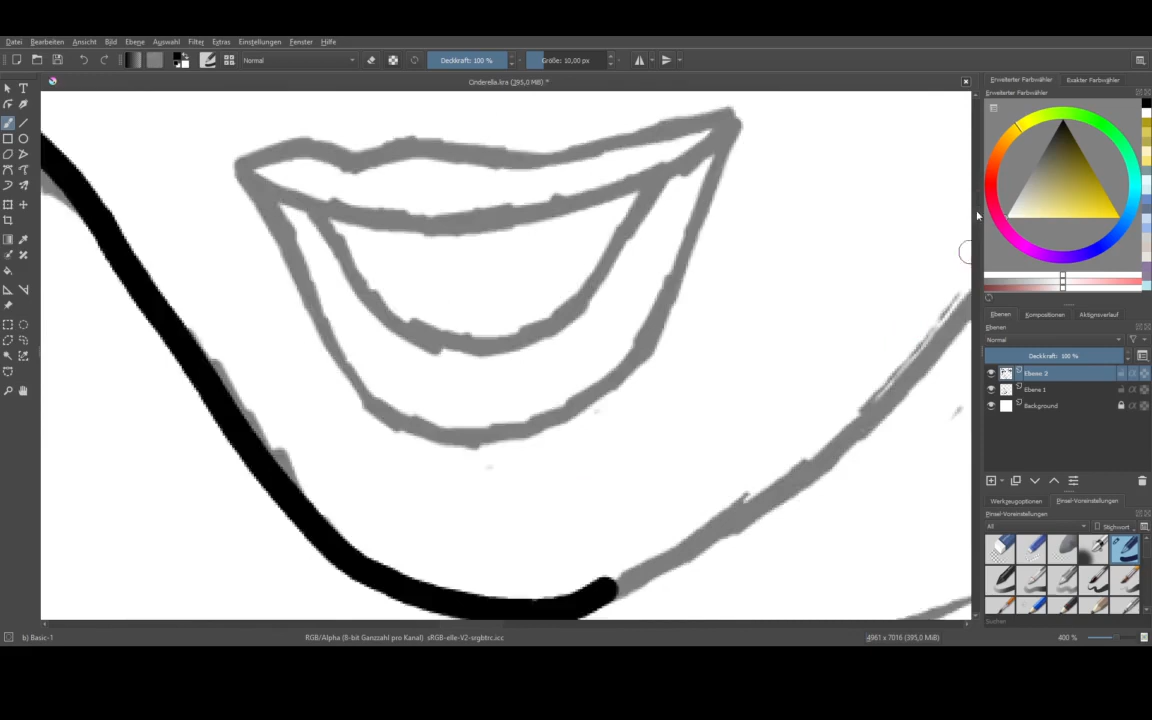 Datei Bearbeiten Ansicht Bild Ebene Auswahl Filter Extras Einstellungen Fenster Hilfe
Normal Deckkraft: 100 % Größe: 10,00 px
Cinderella.kra (395,0 MiB) *
Erweiterter Farbwähler Exakter Farbwähler
Erweiterter Farbwähler
Ebenen Kompositionen Aktionsverlauf
Ebenen
Normal
Deckkraft: 100 %
Ebene 2
Ebene 1
Background
Werkzeugoptionen Pinsel-Voreinstellungen
Pinsel-Voreinstellungen
All Stichwort
Suchen
b) Basic-1 RGB/Alpha (8-bit Ganzzahl pro Kanal) sRGB-elle-V2-srgbtrc.icc 4961 x 7016 (395,0 MiB) 400 %